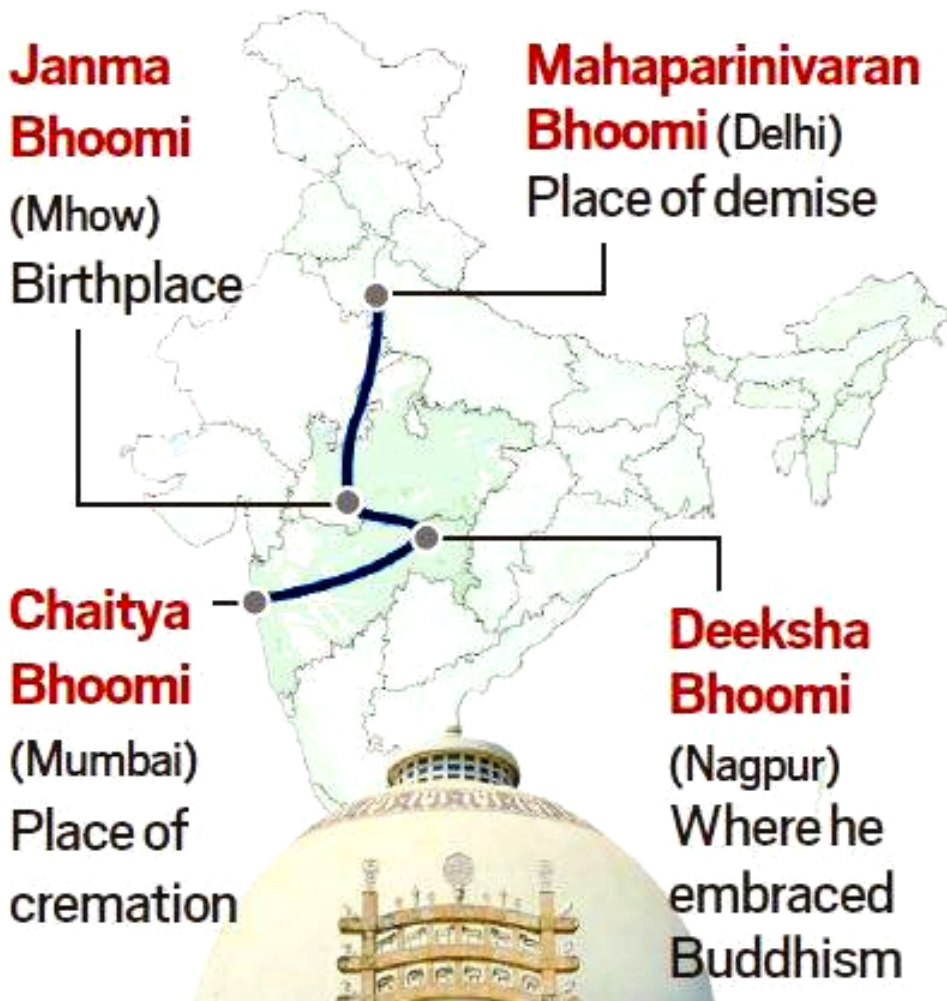 Janma
Bhoomi
(Mhow)
Birthplace
Mahaparinivaran
Bhoomi (Delhi)
Place of demise
Chaitya
Bhoomi
(Mumbai)
Place of
cremation
Deeksha
Bhoomi
(Nagpur)
Where he
embraced
Buddhism